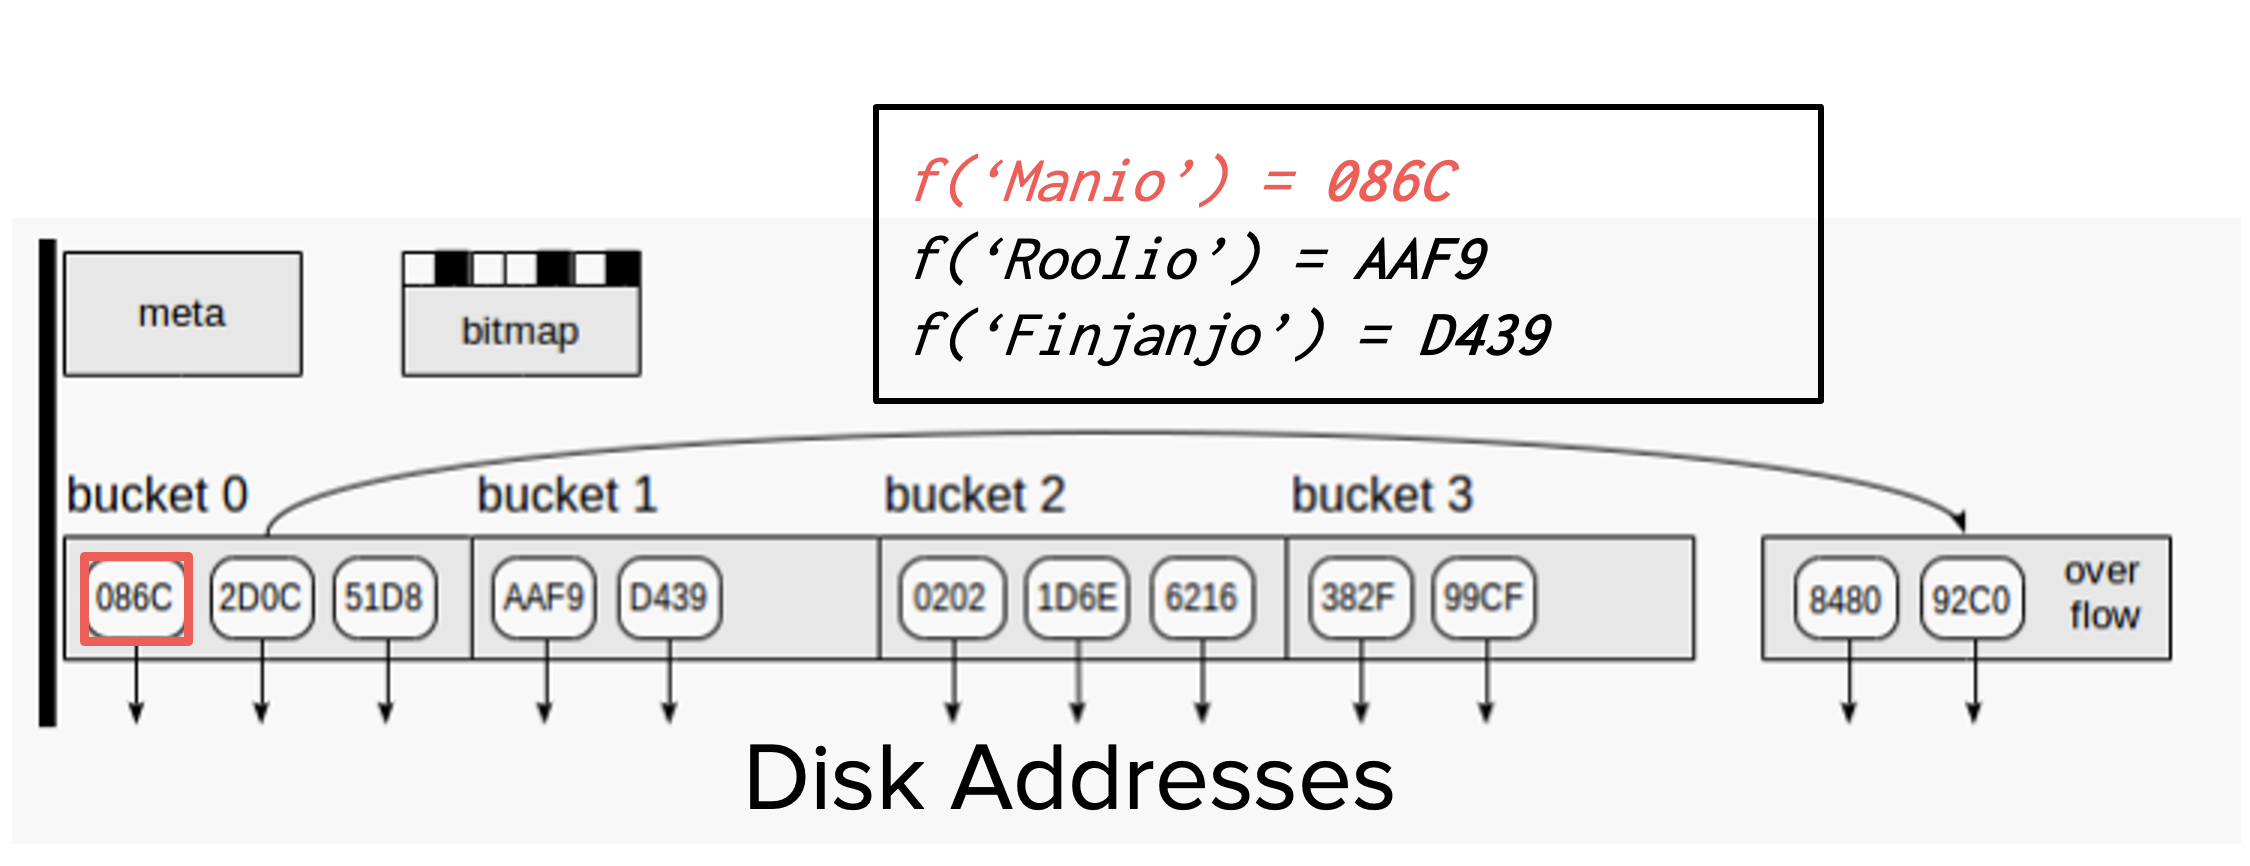 f(‘Manio’) = 086C
f(‘Roolio’) = AAF9
f(‘Finjanjo’) = D439
meta
bitmap
bucket 0
bucket 1
bucket 2
bucket 3
086C 2D0C 51D8 AAF9 D439 0202 1D6E 6216 382F 99CF 8480 92C0
over
flow
Disk Addresses